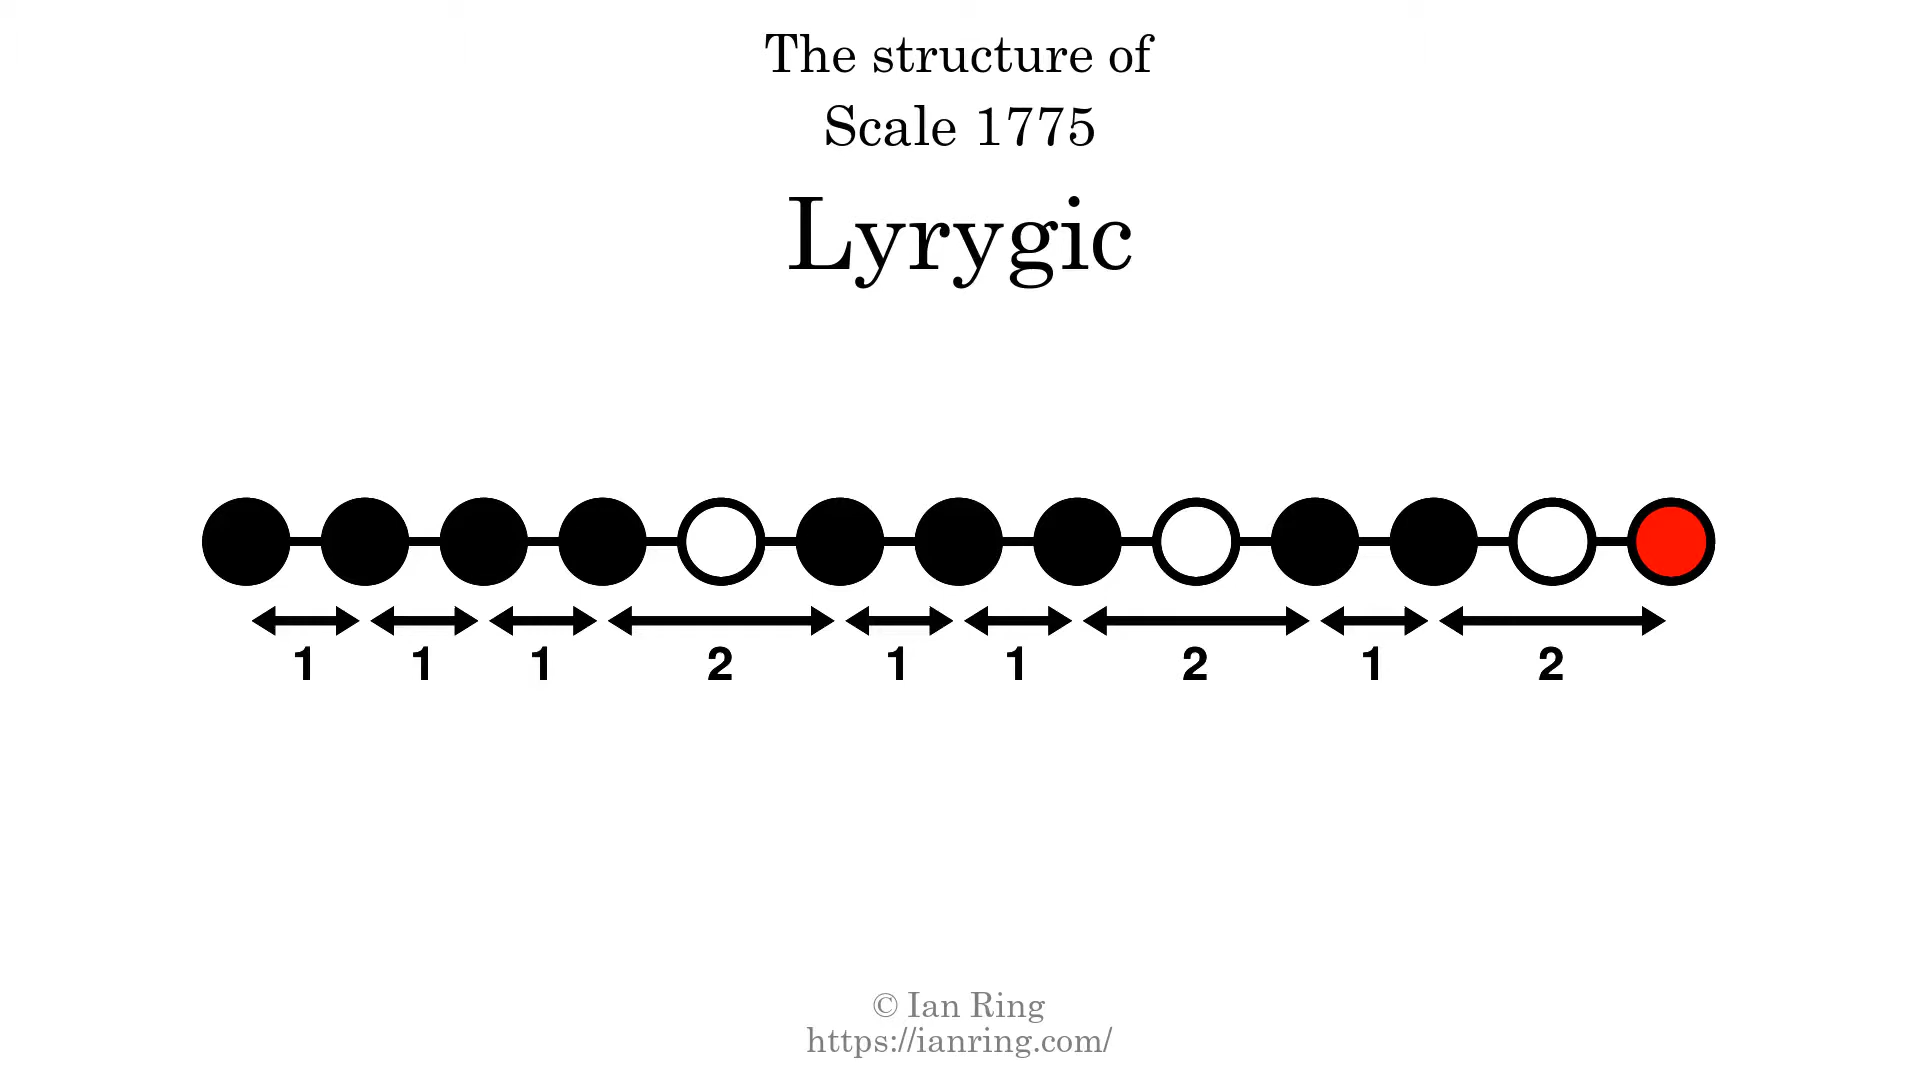 The structure of
Scale 1775
Lyrygic
1 1 1 2 1 1 2 1 2
© Ian Ring
https://ianring.com/